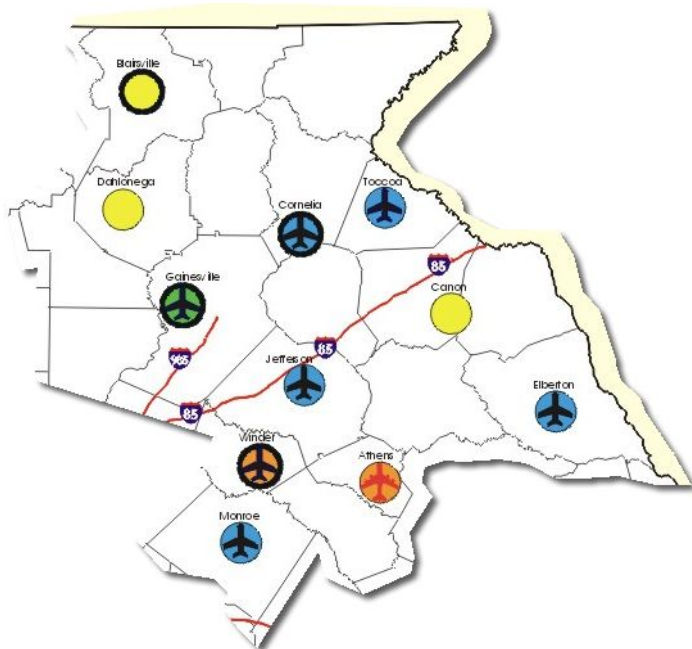 Blairsville
Dahlonega
Toccoa
Cornelia
85
Gainesville
Canon
85
985
Jefferson
Elberton
85
Winder
Athens
Monroe